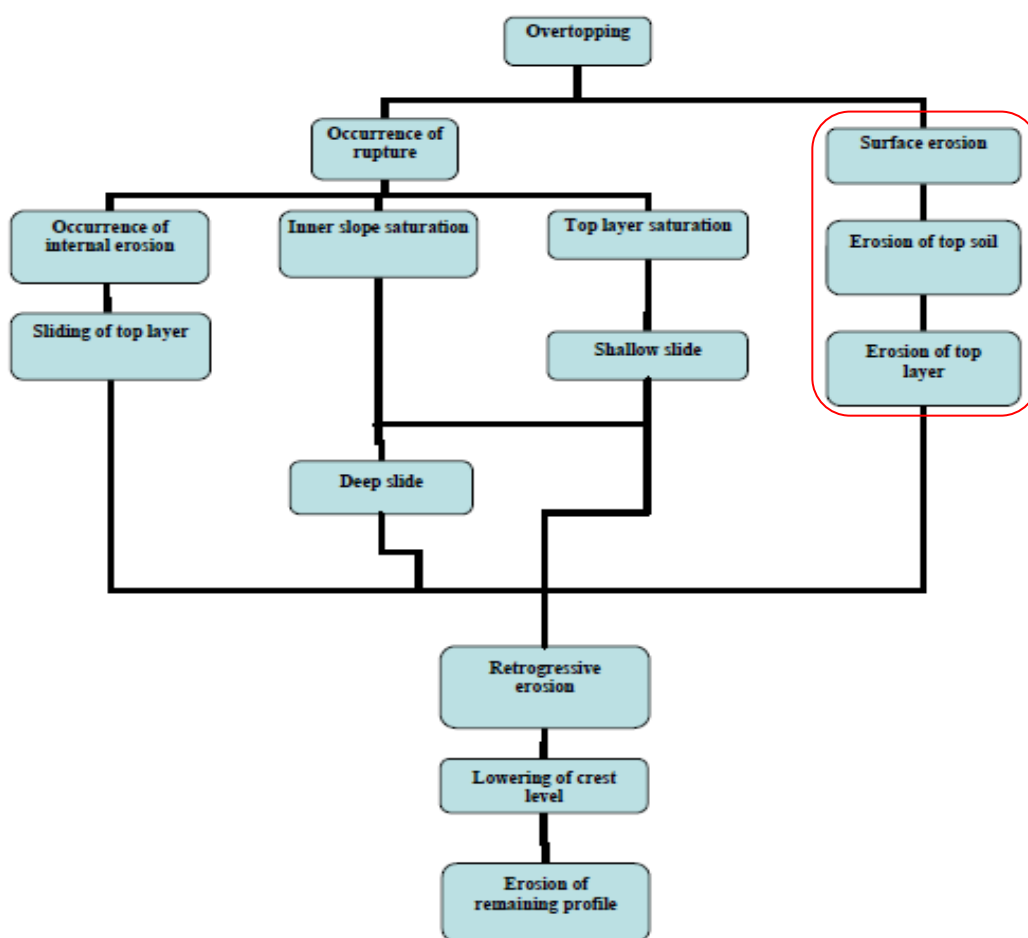 Overtopping
Occurrence of
rupture
Surface erosion
Occurrence of
internal erosion
Inner slope saturation
Top layer saturation
Erosion of top soil
Sliding of top layer
Shallow slide
Erosion of top
layer
Deep slide
Retrogressive
erosion
Lowering of crest
level
Erosion of
remaining profile